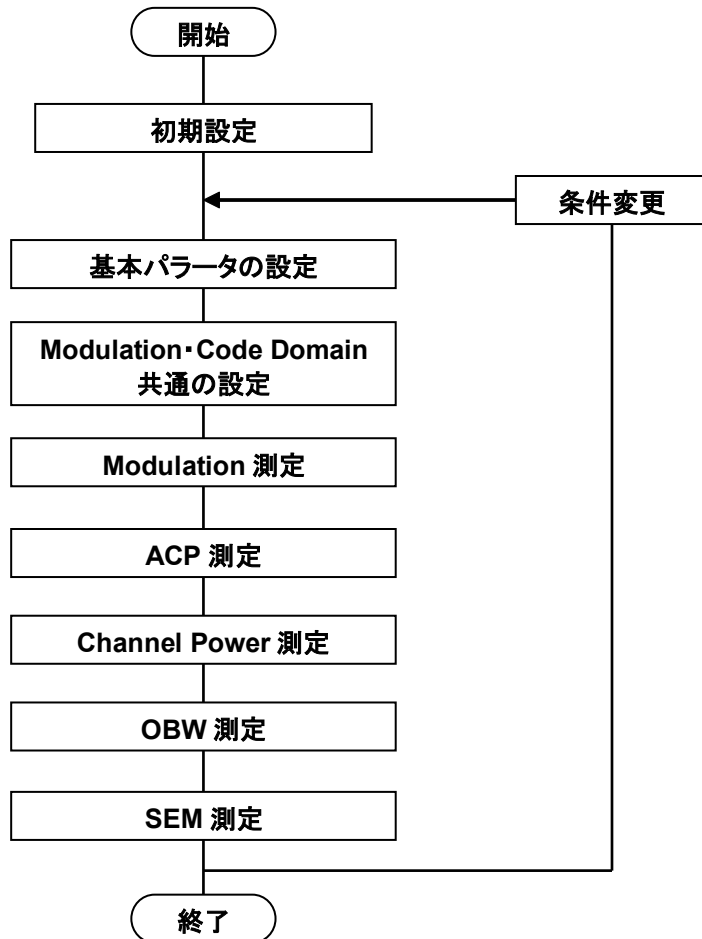 開始
初期設定
条件変更
基本パラータの設定
Modulation・Code Domain
共通の設定
Modulation 測定
ACP 測定
Channel Power 測定
OBW 測定
SEM 測定
終了